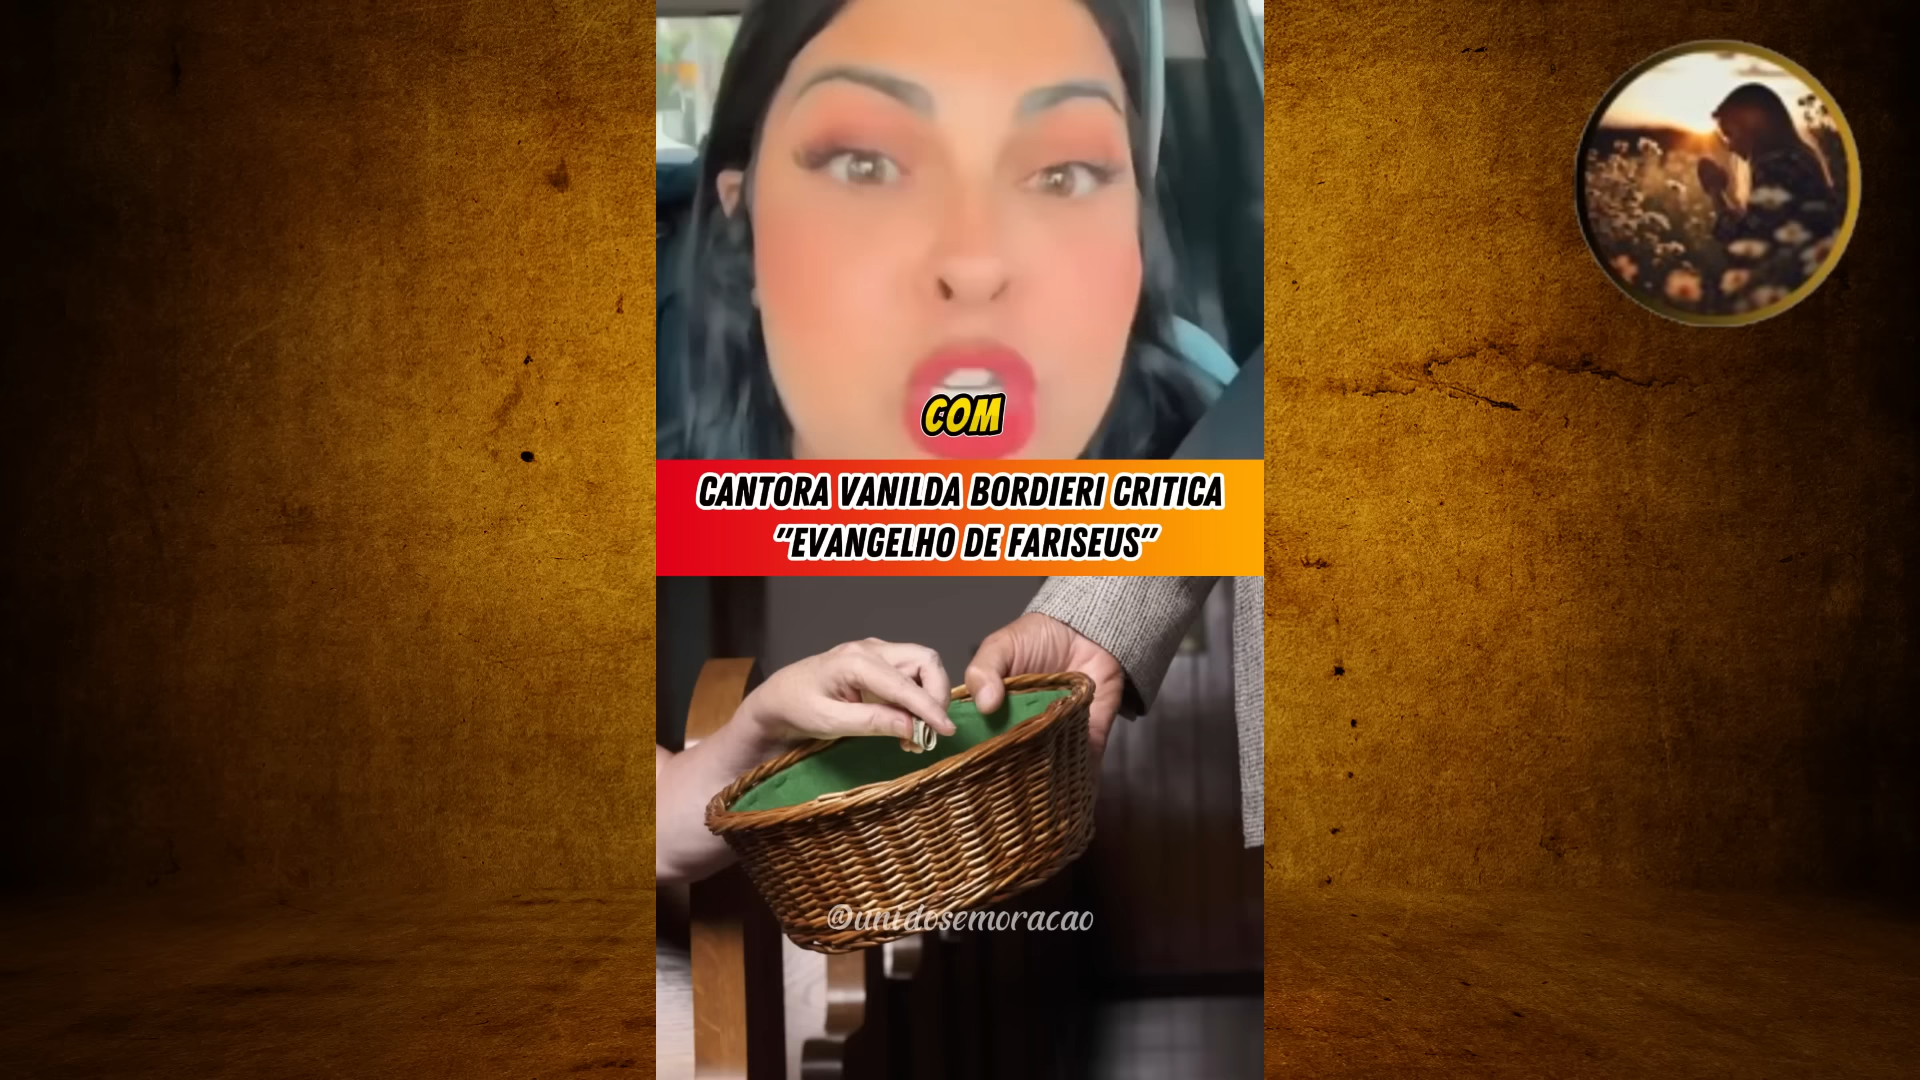 COM
CANTORA VANILDA BORDIERI CRITICA
"EVANGELHO DE FARISEUS"
@unidosemoracao